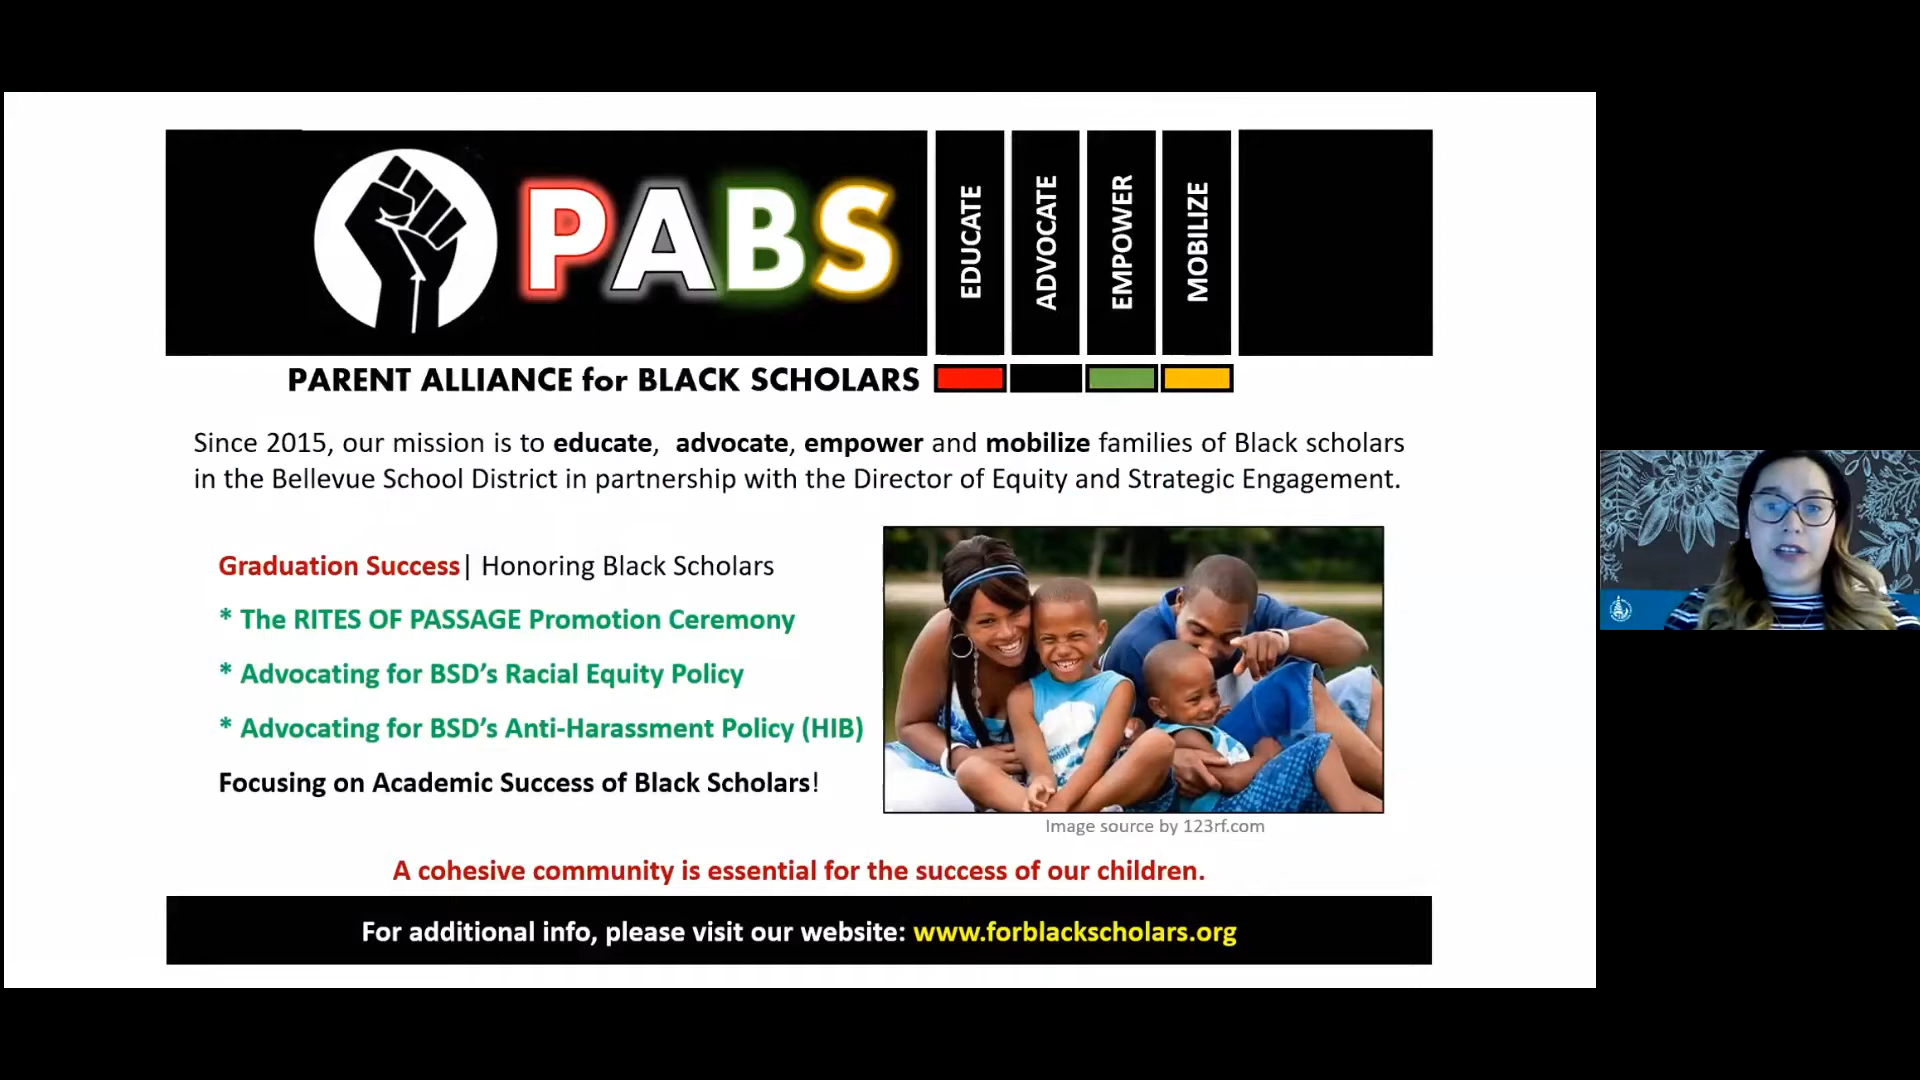 PABS
EDUCATE
ADVOCATE
EMPOWER
MOBILIZE
PARENT ALLIANCE for BLACK SCHOLARS
Since 2015, our mission is to educate, advocate, empower and mobilize families of Black scholars
in the Bellevue School District in partnership with the Director of Equity and Strategic Engagement.
Graduation Success| Honoring Black Scholars
* The RITES OF PASSAGE Promotion Ceremony
* Advocating for BSD’s Racial Equity Policy
* Advocating for BSD’s Anti-Harassment Policy (HIB)
Focusing on Academic Success of Black Scholars!
Image source by 123rf.com
A cohesive community is essential for the success of our children.
For additional info, please visit our website: www.forblackscholars.org